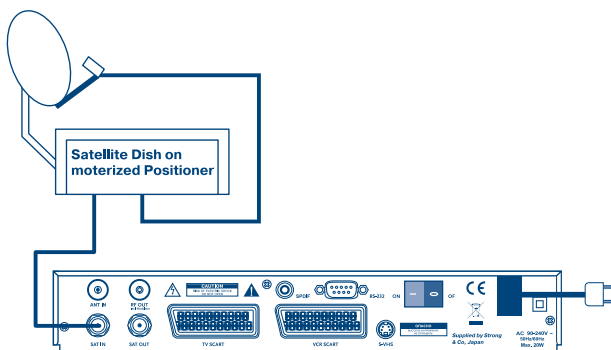 Satellite Dish on
moterized Positioner
ANT IN
RF OUT
CAUTION
SPDIF
RS-232
ON
OF
SAT IN
SAT OUT
TV SCART
VCR SCART
S-VHS
Supplied by Strong
& Co, Japan
AC 90-240V~
50Hz/60Hz
Max, 20W